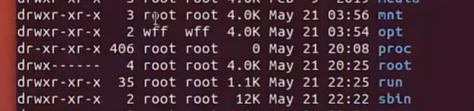 drwxr-xr-x 3 root root 4.0K May 21 03:56 mnt
drwxr-xr-x 2 wff wff 4.0K May 21 03:54 opt
dr-xr-xr-x 406 root root 0 May 21 20:08 proc
drwx------ 4 root root 4.0K May 21 20:25 root
drwxr-xr-x 35 root root 1.1K May 21 22:25 run
drwxr-xr-x 2 root root 12K May 21 22:22 sbin